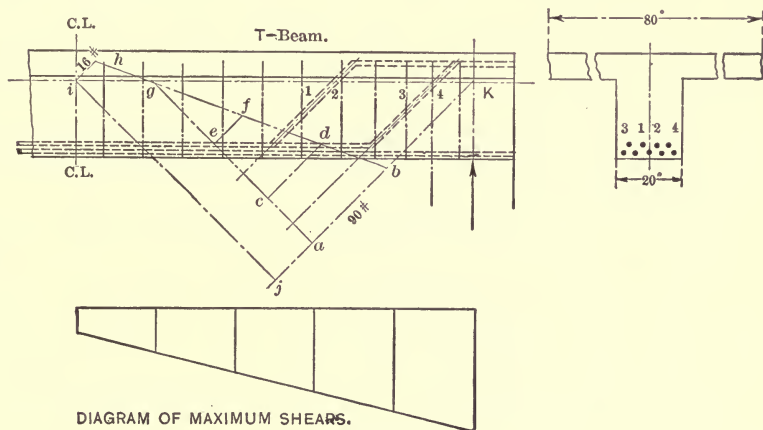 C.L.
T-Beam.
80"
16#
h
i
g
f
1
2
3
4
K
e
d
b
3 1 2 4
C.L.
c
90#
20"
a
j
DIAGRAM OF MAXIMUM SHEARS.